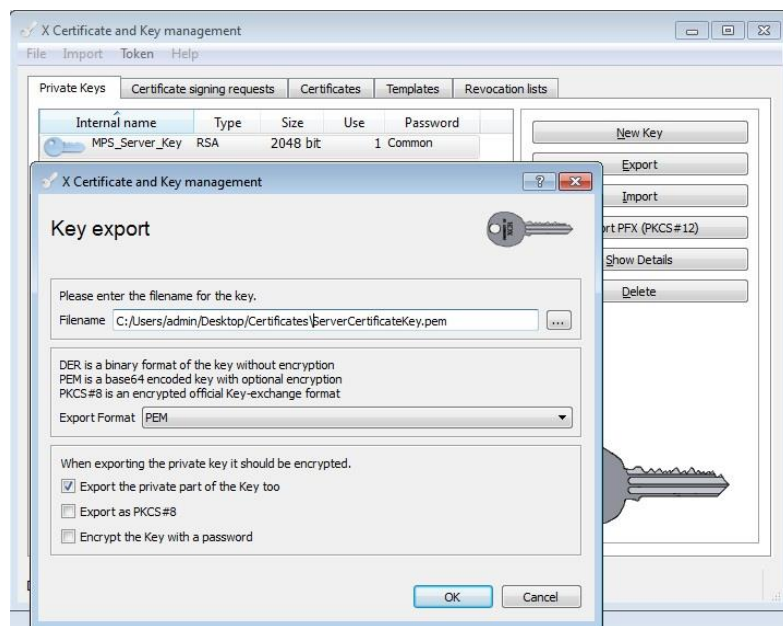 X Certificate and Key management
File Import Token Help
Private Keys Certificate signing requests Certificates Templates Revocation lists
Internal name Type Size Use Password
MPS_Server_Key RSA 2048 bit 1 Common
New Key
Export
Import
rt PFX (PKCS#12)
Show Details
Delete
X Certificate and Key management
Key export
Please enter the filename for the key.
Filename C:/Users/admin/Desktop/Certificates\ServerCertificateKey.pem ...
DER is a binary format of the key without encryption
PEM is a base64 encoded key with optional encryption
PKCS#8 is an encrypted official Key-exchange format
Export Format PEM
When exporting the private key it should be encrypted.
Export the private part of the Key too
Export as PKCS#8
Encrypt the Key with a password
OK Cancel